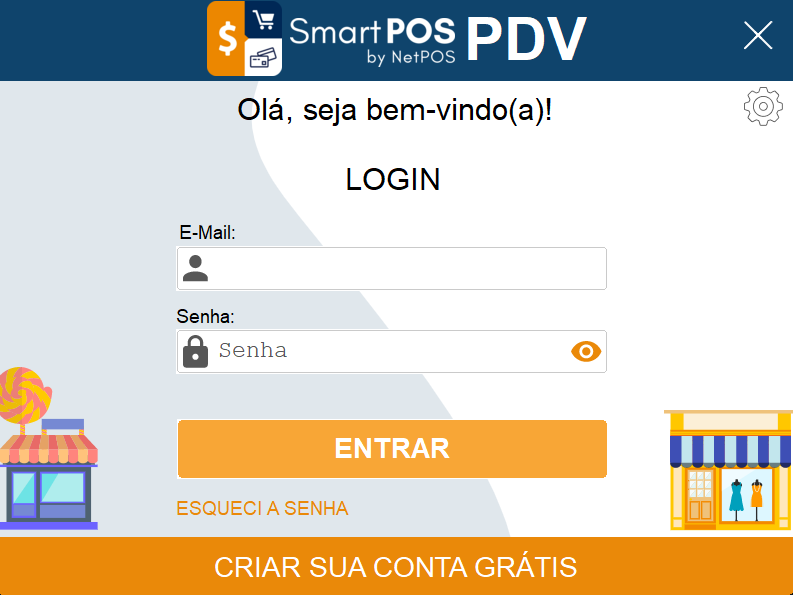 $ SmartPOS PDV
by NetPOS
Olá, seja bem-vindo(a)!
LOGIN
E-Mail:
Senha:
Senha
ENTRAR
ESQUECI A SENHA
CRIAR SUA CONTA GRÁTIS